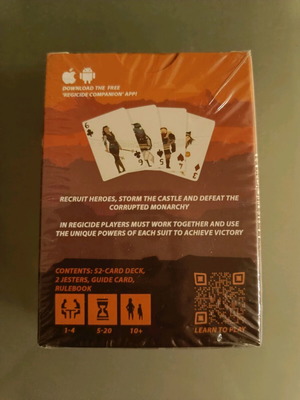 DOWNLOAD THE FREE
'REGICIDE COMPANION' APP!
6
RECRUIT HEROES, STORM THE CASTLE AND DEFEAT THE
CORRUPTED MONARCHY
IN REGICIDE PLAYERS MUST WORK TOGETHER AND USE
THE UNIQUE POWERS OF EACH SUIT TO ACHIEVE VICTORY
CONTENTS: 52-CARD DECK,
2 JESTERS, GUIDE CARD,
RULEBOOK
1-4 5-20 10+
LEARN TO PLAY